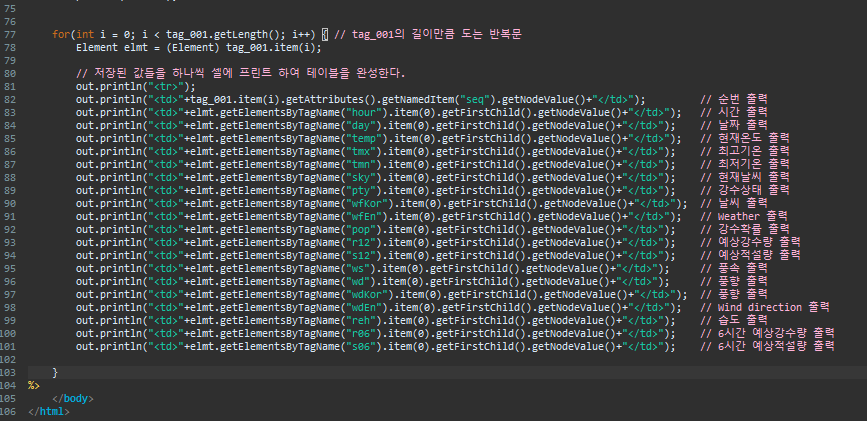 75
76
77 for(int i = 0; i < tag_001.getLength(); i++) { // tag_001의 길이만큼 도는 반복문
78 Element elmt = (Element) tag_001.item(i);
79
80 // 저장된 값들을 하나씩 셀에 프린트 하여 테이블을 완성한다.
81 out.println("<tr>");
82 out.println("<td>"+tag_001.item(i).getAttributes().getNamedItem("seq").getNodeValue()+"</td>"); // 순번 출력
83 out.println("<td>"+elmt.getElementsByTagName("hour").item(0).getFirstChild().getNodeValue()+"</td>"); // 시간 출력
84 out.println("<td>"+elmt.getElementsByTagName("day").item(0).getFirstChild().getNodeValue()+"</td>"); // 날짜 출력
85 out.println("<td>"+elmt.getElementsByTagName("temp").item(0).getFirstChild().getNodeValue()+"</td>"); // 현재온도 출력
86 out.println("<td>"+elmt.getElementsByTagName("tmx").item(0).getFirstChild().getNodeValue()+"</td>"); // 최고기온 출력
87 out.println("<td>"+elmt.getElementsByTagName("tmn").item(0).getFirstChild().getNodeValue()+"</td>"); // 최저기온 출력
88 out.println("<td>"+elmt.getElementsByTagName("sky").item(0).getFirstChild().getNodeValue()+"</td>"); // 현재날씨 출력
89 out.println("<td>"+elmt.getElementsByTagName("pty").item(0).getFirstChild().getNodeValue()+"</td>"); // 강수상태 출력
90 out.println("<td>"+elmt.getElementsByTagName("wfKor").item(0).getFirstChild().getNodeValue()+"</td>"); // 날씨 출력
91 out.println("<td>"+elmt.getElementsByTagName("wfEn").item(0).getFirstChild().getNodeValue()+"</td>"); // Weather 출력
92 out.println("<td>"+elmt.getElementsByTagName("pop").item(0).getFirstChild().getNodeValue()+"</td>"); // 강수확률 출력
93 out.println("<td>"+elmt.getElementsByTagName("r12").item(0).getFirstChild().getNodeValue()+"</td>"); // 예상강수량 출력
94 out.println("<td>"+elmt.getElementsByTagName("s12").item(0).getFirstChild().getNodeValue()+"</td>"); // 예상적설량 출력
95 out.println("<td>"+elmt.getElementsByTagName("ws").item(0).getFirstChild().getNodeValue()+"</td>"); // 풍속 출력
96 out.println("<td>"+elmt.getElementsByTagName("wd").item(0).getFirstChild().getNodeValue()+"</td>"); // 풍향 출력
97 out.println("<td>"+elmt.getElementsByTagName("wdKor").item(0).getFirstChild().getNodeValue()+"</td>"); // 풍향 출력
98 out.println("<td>"+elmt.getElementsByTagName("wdEn").item(0).getFirstChild().getNodeValue()+"</td>"); // Wind direction 출력
99 out.println("<td>"+elmt.getElementsByTagName("reh").item(0).getFirstChild().getNodeValue()+"</td>"); // 습도 출력
100 out.println("<td>"+elmt.getElementsByTagName("r06").item(0).getFirstChild().getNodeValue()+"</td>"); // 6시간 예상강수량 출력
101 out.println("<td>"+elmt.getElementsByTagName("s06").item(0).getFirstChild().getNodeValue()+"</td>"); // 6시간 예상적설량 출력
102
103 }
104 %>
105 </body>
106 </html>